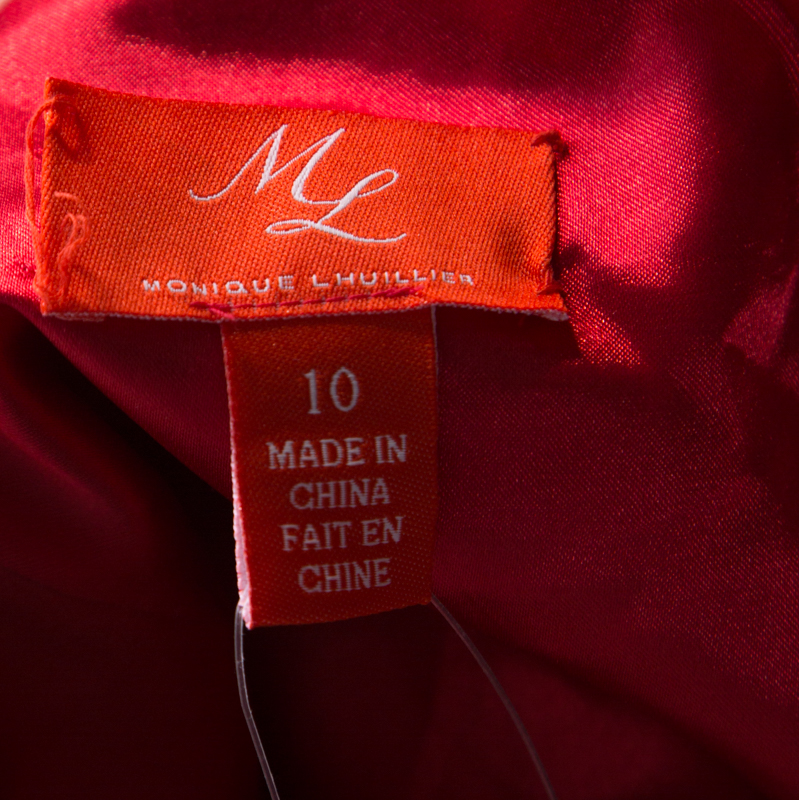 ML
MONIQUE LHUILLIER
10
MADE IN
CHINA
FAIT EN
CHINE